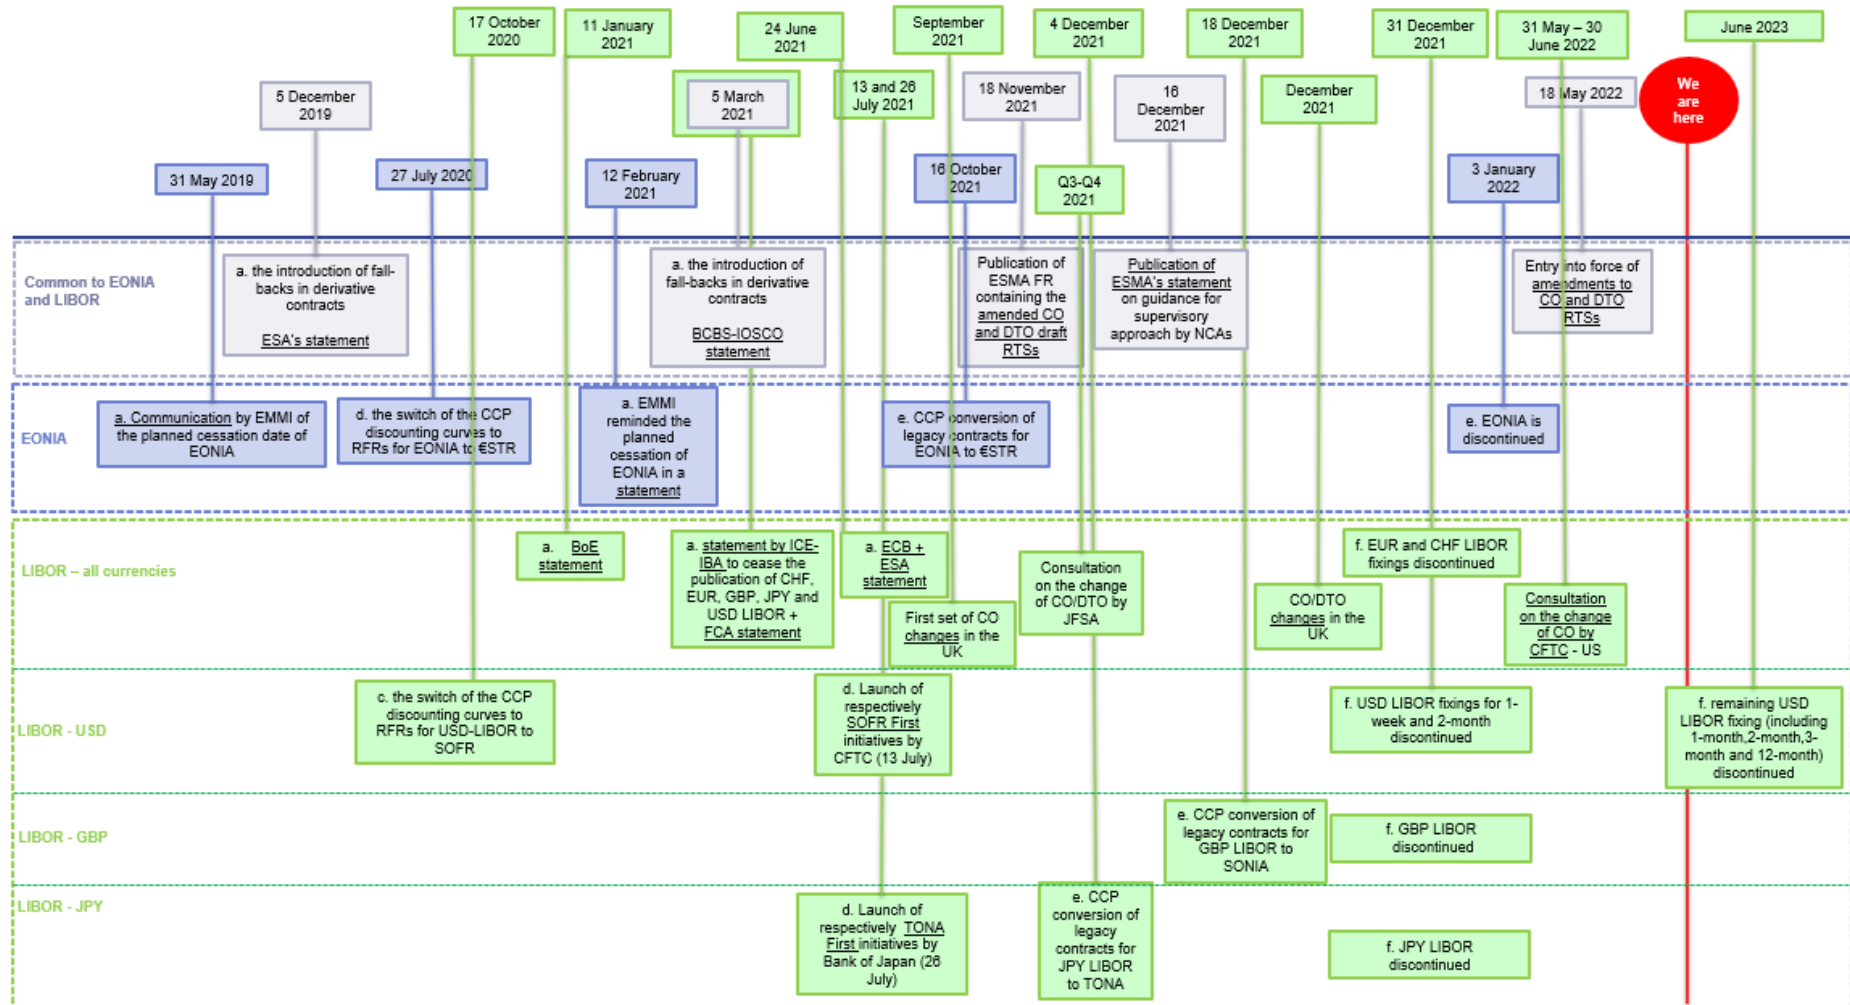 17 October
2020
11 January
2021
24 June
2021
September
2021
4 December
2021
18 December
2021
31 December
2021
31 May – 30
June 2022
June 2023
5 December
2019
5 March
2021
13 and 26
July 2021
18 November
2021
16
December
2021
December
2021
18 May 2022
We
are
here
31 May 2019
27 July 2020
12 February
2021
16 October
2021
Q3-Q4
2021
3 January
2022
Common to EONIA
and LIBOR
a. the introduction of fall-
backs in derivative
contracts
ESA's statement
a. the introduction of
fall-backs in derivative
contracts
BCBS-IOSCO
statement
Publication of
ESMA FR
containing the
amended CO
and DTO draft
RTSs
Publication of
ESMA's statement
on guidance for
supervisory
approach by NCAs
Entry into force of
amendments to
CO and DTO
RTSs
EONIA
a. Communication by EMMI of
the planned cessation date of
EONIA
d. the switch of the CCP
discounting curves to
RFRs for EONIA to €STR
a. EMMI
reminded the
planned
cessation of
EONIA in a
statement
e. CCP conversion of
legacy contracts for
EONIA to €STR
e. EONIA is
discontinued
LIBOR – all currencies
a. BoE
statement
a. statement by ICE-
IBA to cease the
publication of CHF,
EUR, GBP, JPY and
USD LIBOR +
FCA statement
a. ECB +
ESA
statement
First set of CO
changes in the
UK
Consultation
on the change
of CO/DTO by
JFSA
CO/DTO
changes in the
UK
f. EUR and CHF LIBOR
fixings discontinued
Consultation
on the change
of CO by
CFTC - US
LIBOR - USD
c. the switch of the CCP
discounting curves to
RFRs for USD-LIBOR to
SOFR
d. Launch of
respectively
SOFR First
initiatives by
CFTC (13 July)
f. USD LIBOR fixings for 1-
week and 2-month
discontinued
f. remaining USD
LIBOR fixing (including
1-month,2-month,3-
month and 12-month)
discontinued
LIBOR - GBP
e. CCP conversion of
legacy contracts for
GBP LIBOR to
SONIA
f. GBP LIBOR
discontinued
LIBOR - JPY
d. Launch of
respectively TONA
First initiatives by
Bank of Japan (26
July)
e. CCP
conversion of
legacy
contracts for
JPY LIBOR
to TONA
f. JPY LIBOR
discontinued